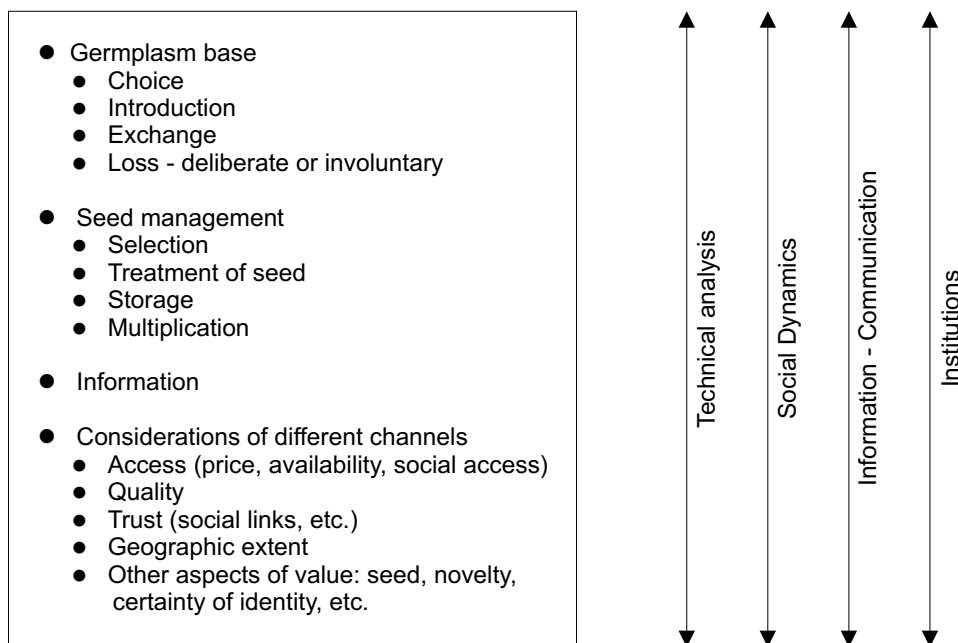 ● Germplasm base
● Choice
● Introduction
● Exchange
● Loss - deliberate or involuntary
● Seed management
● Selection
● Treatment of seed
● Storage
● Multiplication
● Information
● Considerations of different channels
● Access (price, availability, social access)
● Quality
● Trust (social links, etc.)
● Geographic extent
● Other aspects of value: seed, novelty,
certainty of identity, etc.
Technical analysis
Social Dynamics
Information - Communication
Institutions